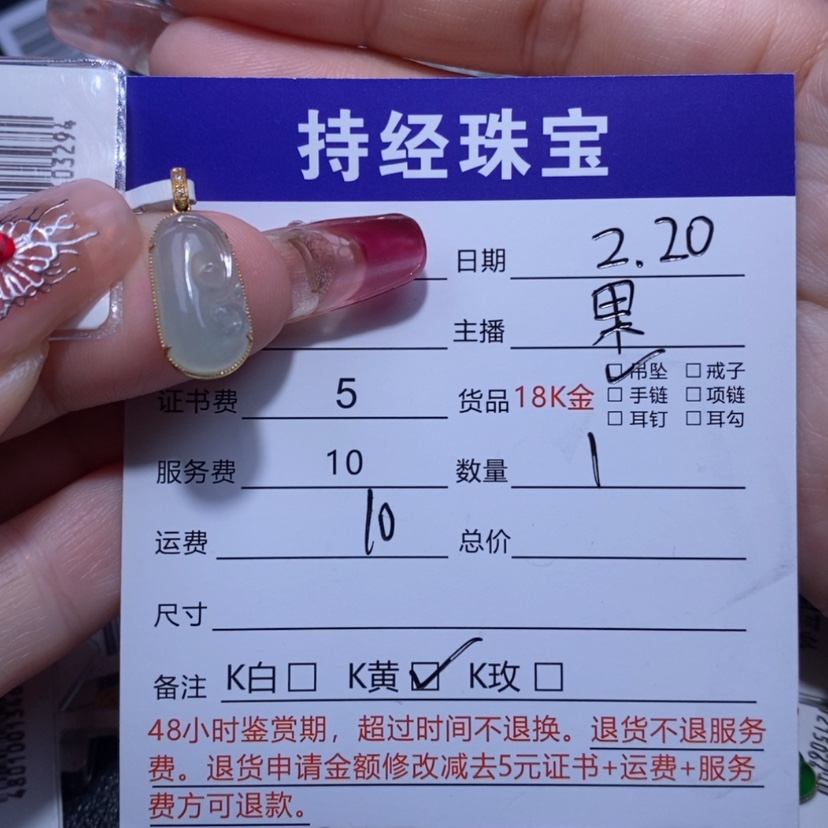 持经珠宝
03294
日期 2.20
主播 果
证书费 5 货品 18K金 ☑吊坠 □戒子
□手链 □项链
□耳钉 □耳勾
服务费 10 数量 1
运费 10 总价
尺寸
备注 K白□ K黄☑ K玫□
48小时鉴赏期，超过时间不退换。退货不退服务
费。退货申请金额修改减去5元证书+运费+服务
费方可退款。